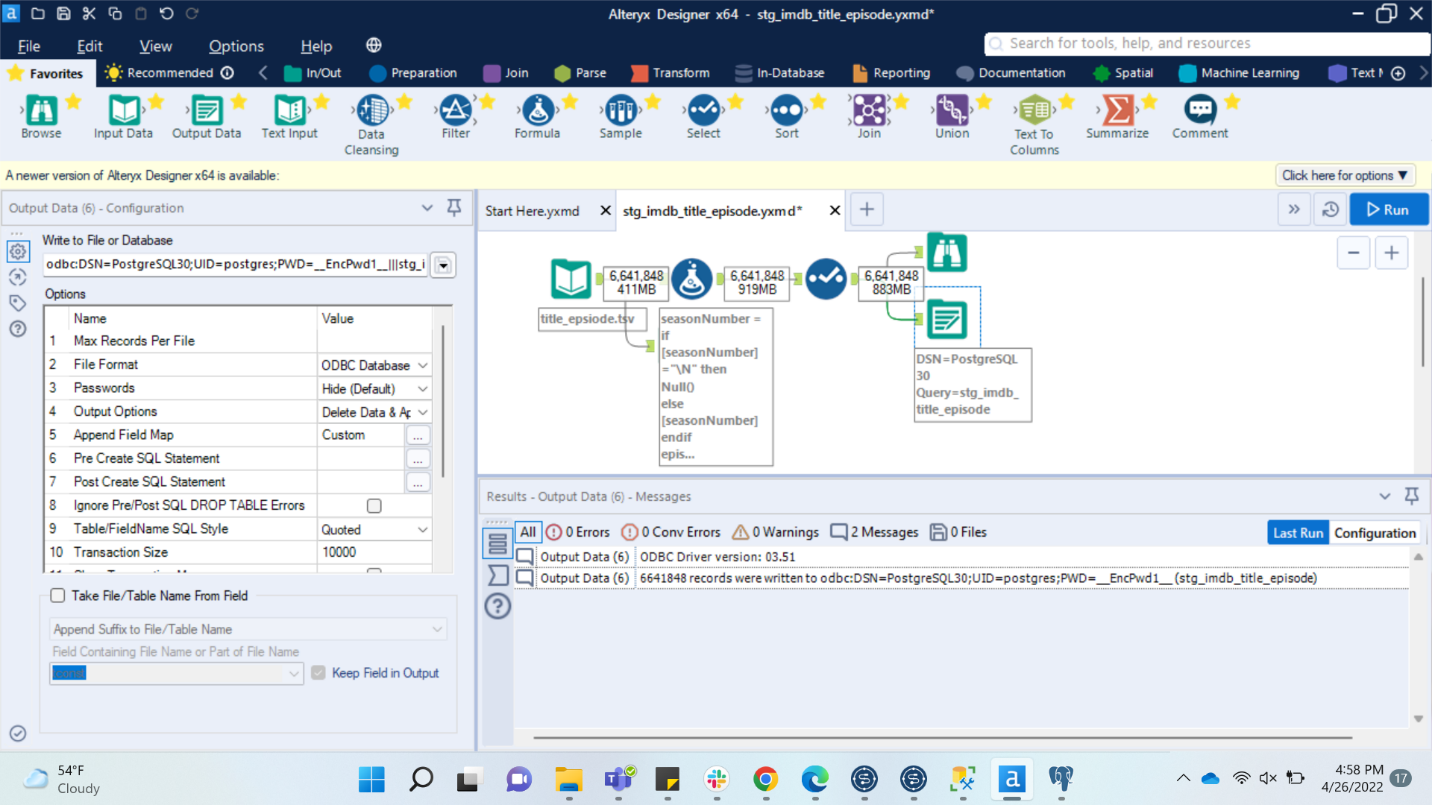 Alteryx Designer x64 - stg_imdb_title_episode.yxmd*
File Edit View Options Help
Search for tools, help, and resources
Favorites Recommended In/Out Preparation Join Parse Transform In-Database Reporting Documentation Spatial Machine Learning Text
Browse Input Data Output Data Text Input Data Cleansing Filter Formula Sample Select Sort Join Union Text To Columns Summarize Comment
A newer version of Alteryx Designer x64 is available:
Click here for options ▼
Output Data (6) - Configuration
Start Here.yxmd
stg_imdb_title_episode.yxmd*
Run
Write to File or Database
odbc:DSN=PostgreSQL30;UID=postgres;PWD=__EncPwd1__|||stg_i
Options
Name Value
1 Max Records Per File
2 File Format ODBC Database
3 Passwords Hide (Default)
4 Output Options Delete Data & Ap
5 Append Field Map Custom ...
6 Pre Create SQL Statement ...
7 Post Create SQL Statement ...
8 Ignore Pre/Post SQL DROP TABLE Errors
9 Table/FieldName SQL Style Quoted
10 Transaction Size 10000
Take File/Table Name From Field
Append Suffix to File/Table Name
Field Containing File Name or Part of File Name
Keep Field in Output
6,641,848
411MB
6,641,848
919MB
6,641,848
883MB
title_epsiode.tsv
seasonNumber =
if
[seasonNumber]
="\N" then
Null()
else
[seasonNumber]
endif
epis...
DSN=PostgreSQL
30
Query=stg_imdb_
title_episode
Results - Output Data (6) - Messages
All 0 Errors 0 Conv Errors 0 Warnings 2 Messages 0 Files
Last Run Configuration
Output Data (6) ODBC Driver version: 03.51
Output Data (6) 6641848 records were written to odbc:DSN=PostgreSQL30;UID=postgres;PWD=__EncPwd1__ (stg_imdb_title_episode)
54°F
Cloudy
4:58 PM
4/26/2022
17